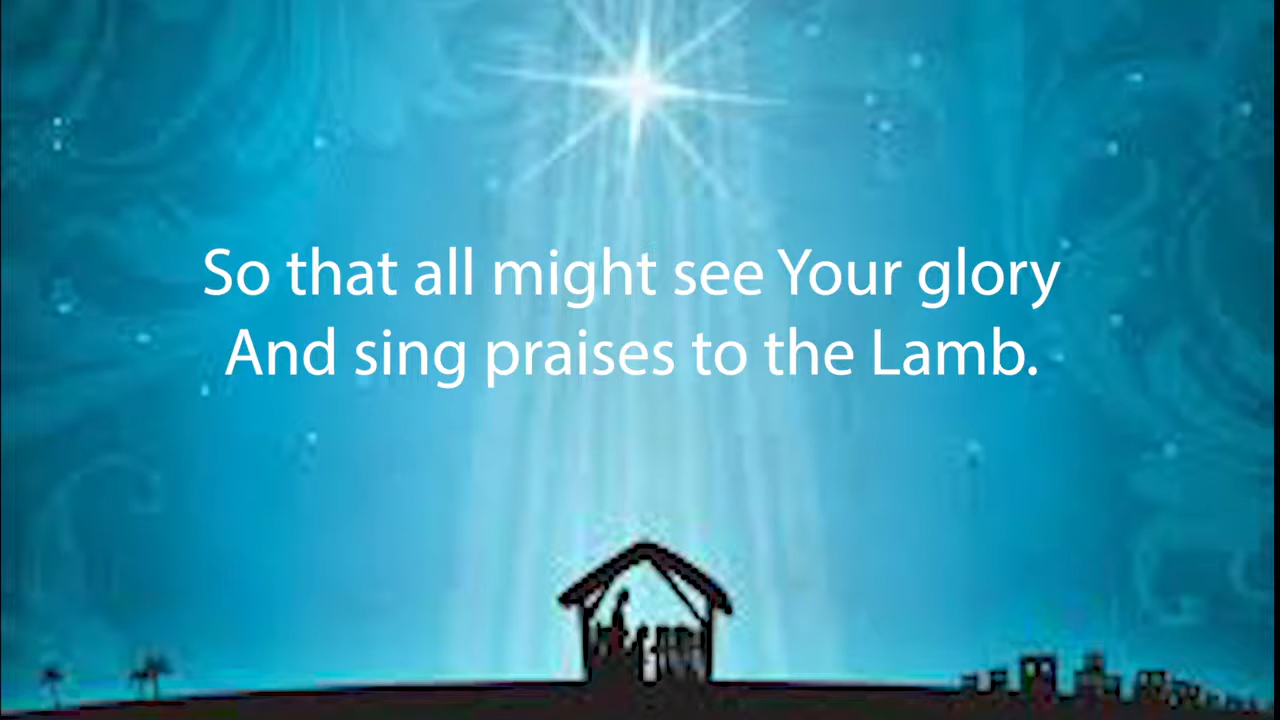 So that all might see Your glory
And sing praises to the Lamb.